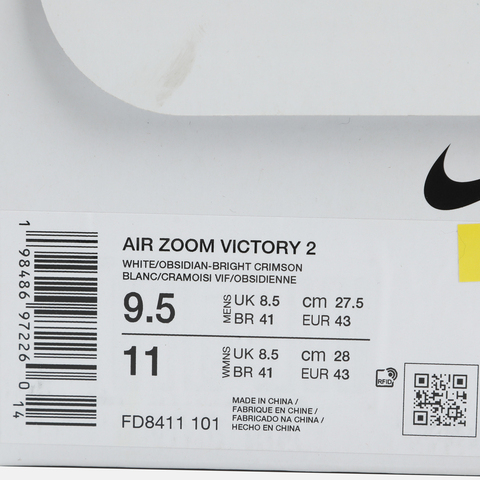 AIR ZOOM VICTORY 2
WHITE/OBSIDIAN-BRIGHT CRIMSON
BLANC/CRAMOISI VIF/OBSIDIENNE
9.5 MENS UK 8.5 cm 27.5
BR 41 EUR 43
11 WMNS UK 8.5 cm 28
BR 41 EUR 43
RFID
FD8411 101
MADE IN CHINA /
FABRIQUE EN CHINE /
FABRICADO NA CHINA /
HECHO EN CHINA
1 98486 97226 0 14